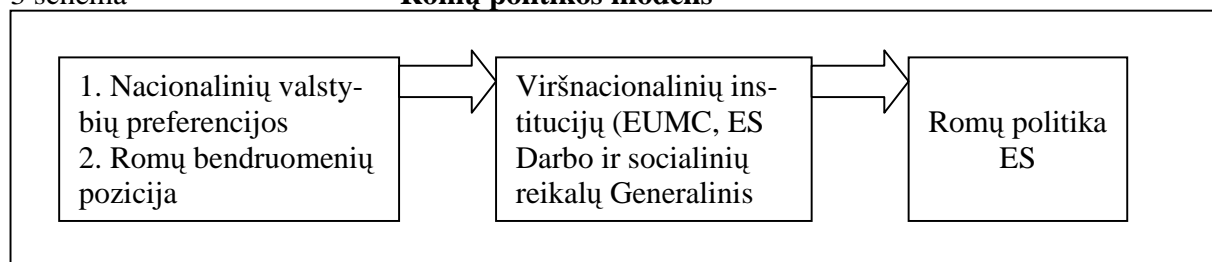 3 schema Romų politikos modelis
1. Nacionalinių valsty-
bių preferencijos
2. Romų bendruomenių
pozicija
Viršnacionalinių ins-
titucijų (EUMC, ES
Darbo ir socialinių
reikalų Generalinis
Romų politika
ES